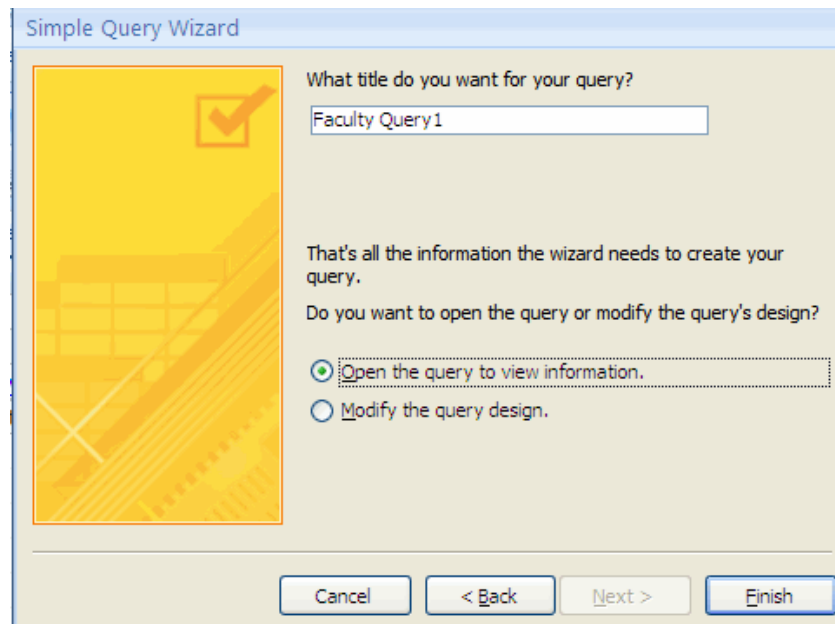 Simple Query Wizard
What title do you want for your query?
Faculty Query1
That's all the information the wizard needs to create your
query.
Do you want to open the query or modify the query's design?
Open the query to view information.
Modify the query design.
Cancel
< Back
Next >
Finish